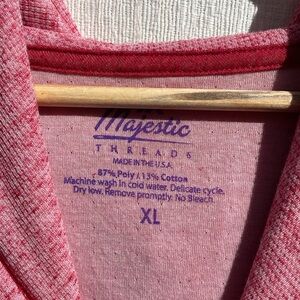 Majestic
THREADS
MADE IN THE U.S.A.
87% Poly / 13% Cotton
Machine wash in cold water. Delicate cycle.
Dry low. Remove promptly. No Bleach.
XL